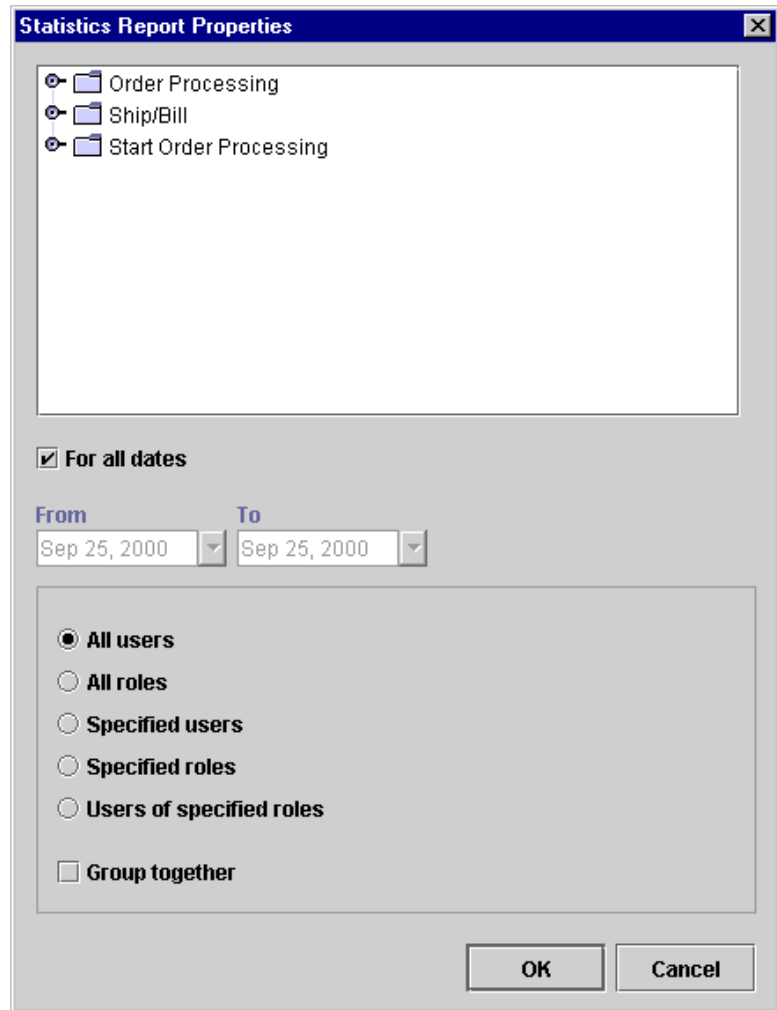 Statistics Report Properties
Order Processing
Ship/Bill
Start Order Processing
For all dates
From To
Sep 25, 2000 Sep 25, 2000
All users
All roles
Specified users
Specified roles
Users of specified roles
Group together
OK Cancel